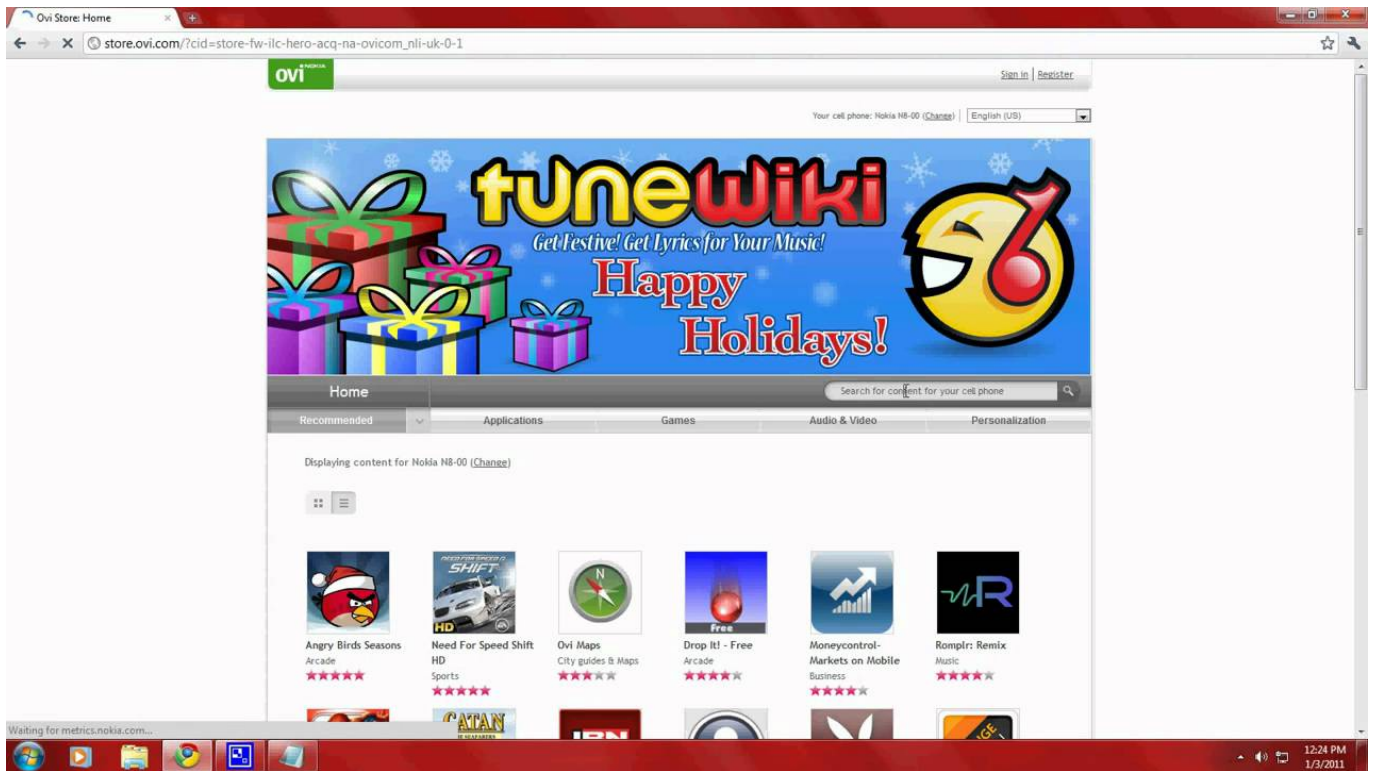 Ovi Store: Home
store.ovi.com/?cid=store-fw-ilc-hero-acq-na-ovicom_nli-uk-0-1
ovi NOKIA
Sign in | Register
Your cell phone: Nokia N8-00 (Change) | English (US)
tunewiki
Get Festive! Get Lyrics for Your Music!
Happy
Holidays!
Home
Search for content for your cell phone
Recommended Applications Games Audio & Video Personalization
Displaying content for Nokia N8-00 (Change)
NEED FOR SPEED
SHIFT
HD
EA
N
Free
R
Angry Birds Seasons
Arcade
Need For Speed Shift
HD
Sports
Ovi Maps
City guides & Maps
Drop It! - Free
Arcade
Moneycontrol-
Markets on Mobile
Business
Romplr: Remix
Music
CATAN
IBN
Waiting for metrics.nokia.com...
12:24 PM
1/3/2011